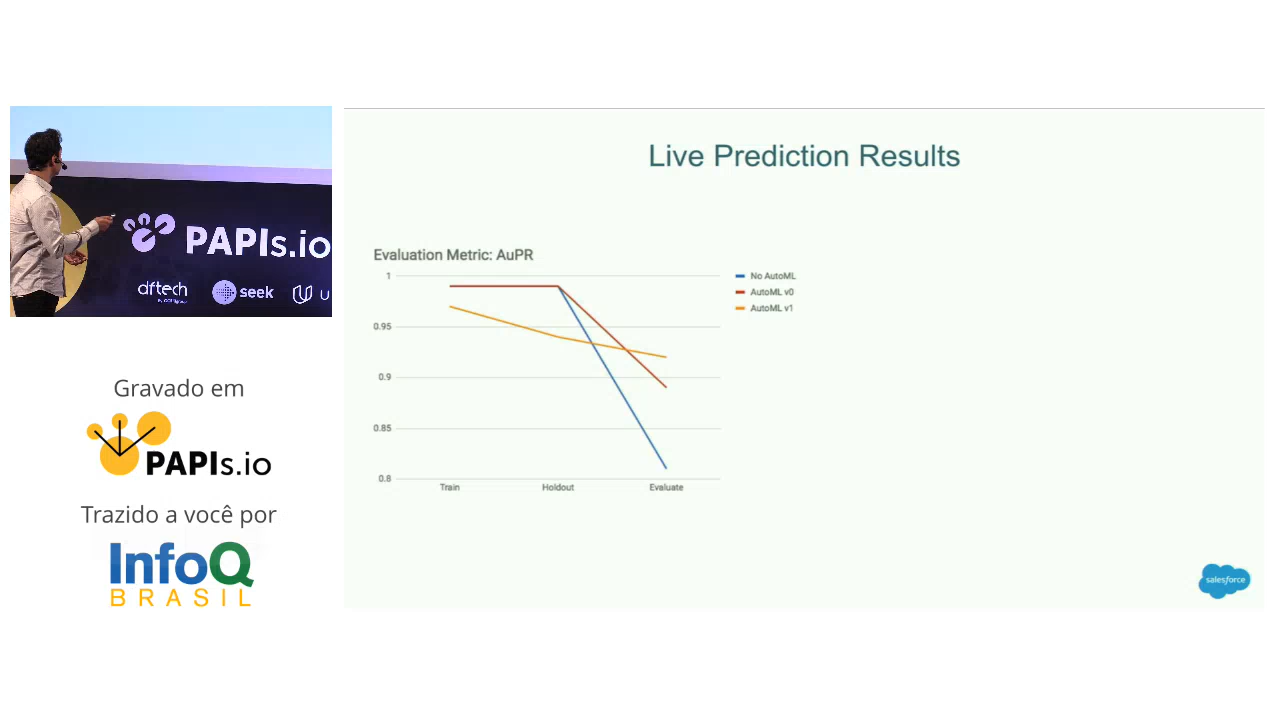 PAPIs.io
dftech
seek
U
Gravado em
PAPIs.io
Trazido a você por
InfoQ
BRASIL
Live Prediction Results
Evaluation Metric: AuPR
1
0.95
0.9
0.85
0.8
Train Holdout Evaluate
No AutoML
AutoML v0
AutoML v1
salesforce